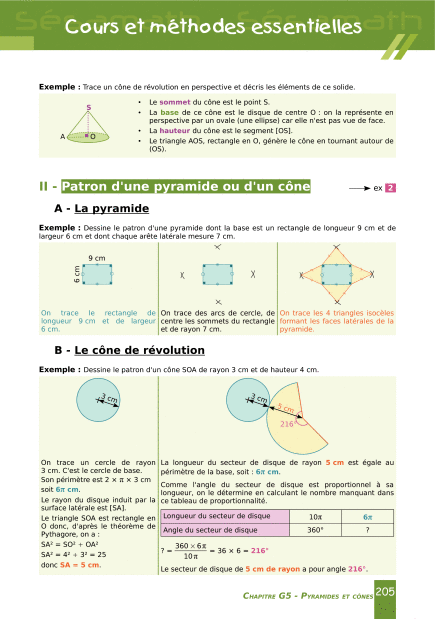 Cours et méthodes essentielles
Exemple : Trace un cône de révolution en perspective et décris les éléments de ce solide.
S
A
O
• Le sommet du cône est le point S.
• La base de ce cône est le disque de centre O : on la représente en
perspective par un ovale (une ellipse) car elle n'est pas vue de face.
• La hauteur du cône est le segment [OS].
• Le triangle AOS, rectangle en O, génère le cône en tournant autour de
(OS).
II - Patron d'une pyramide ou d'un cône
ex 2
A - La pyramide
Exemple : Dessine le patron d'une pyramide dont la base est un rectangle de longueur 9 cm et de
largeur 6 cm et dont chaque arête latérale mesure 7 cm.
9 cm
6 cm
On trace le rectangle de
longueur 9 cm et de largeur
6 cm.
On trace des arcs de cercle, de
centre les sommets du rectangle
et de rayon 7 cm.
On trace les 4 triangles isocèles
formant les faces latérales de la
pyramide.
B - Le cône de révolution
Exemple : Dessine le patron d'un cône SOA de rayon 3 cm et de hauteur 4 cm.
3 cm
3 cm
5 cm
216°
On trace un cercle de rayon
3 cm. C'est le cercle de base.
Son périmètre est 2 × π × 3 cm
soit 6π cm.
Le rayon du disque induit par la
surface latérale est [SA].
Le triangle SOA est rectangle en
O donc, d'après le théorème de
Pythagore, on a :
SA² = SO² + OA²
SA² = 4² + 3² = 25
donc SA = 5 cm.
La longueur du secteur de disque de rayon 5 cm est égale au
périmètre de la base, soit : 6π cm.
Comme l'angle du secteur de disque est proportionnel à sa
longueur, on le détermine en calculant le nombre manquant dans
ce tableau de proportionnalité.
Longueur du secteur de disque 10π 6π
Angle du secteur de disque 360° ?
? = 360 × 6π / 10π = 36 × 6 = 216°
Le secteur de disque de 5 cm de rayon a pour angle 216°.
CHAPITRE G5 - PYRAMIDES ET CÔNES 205